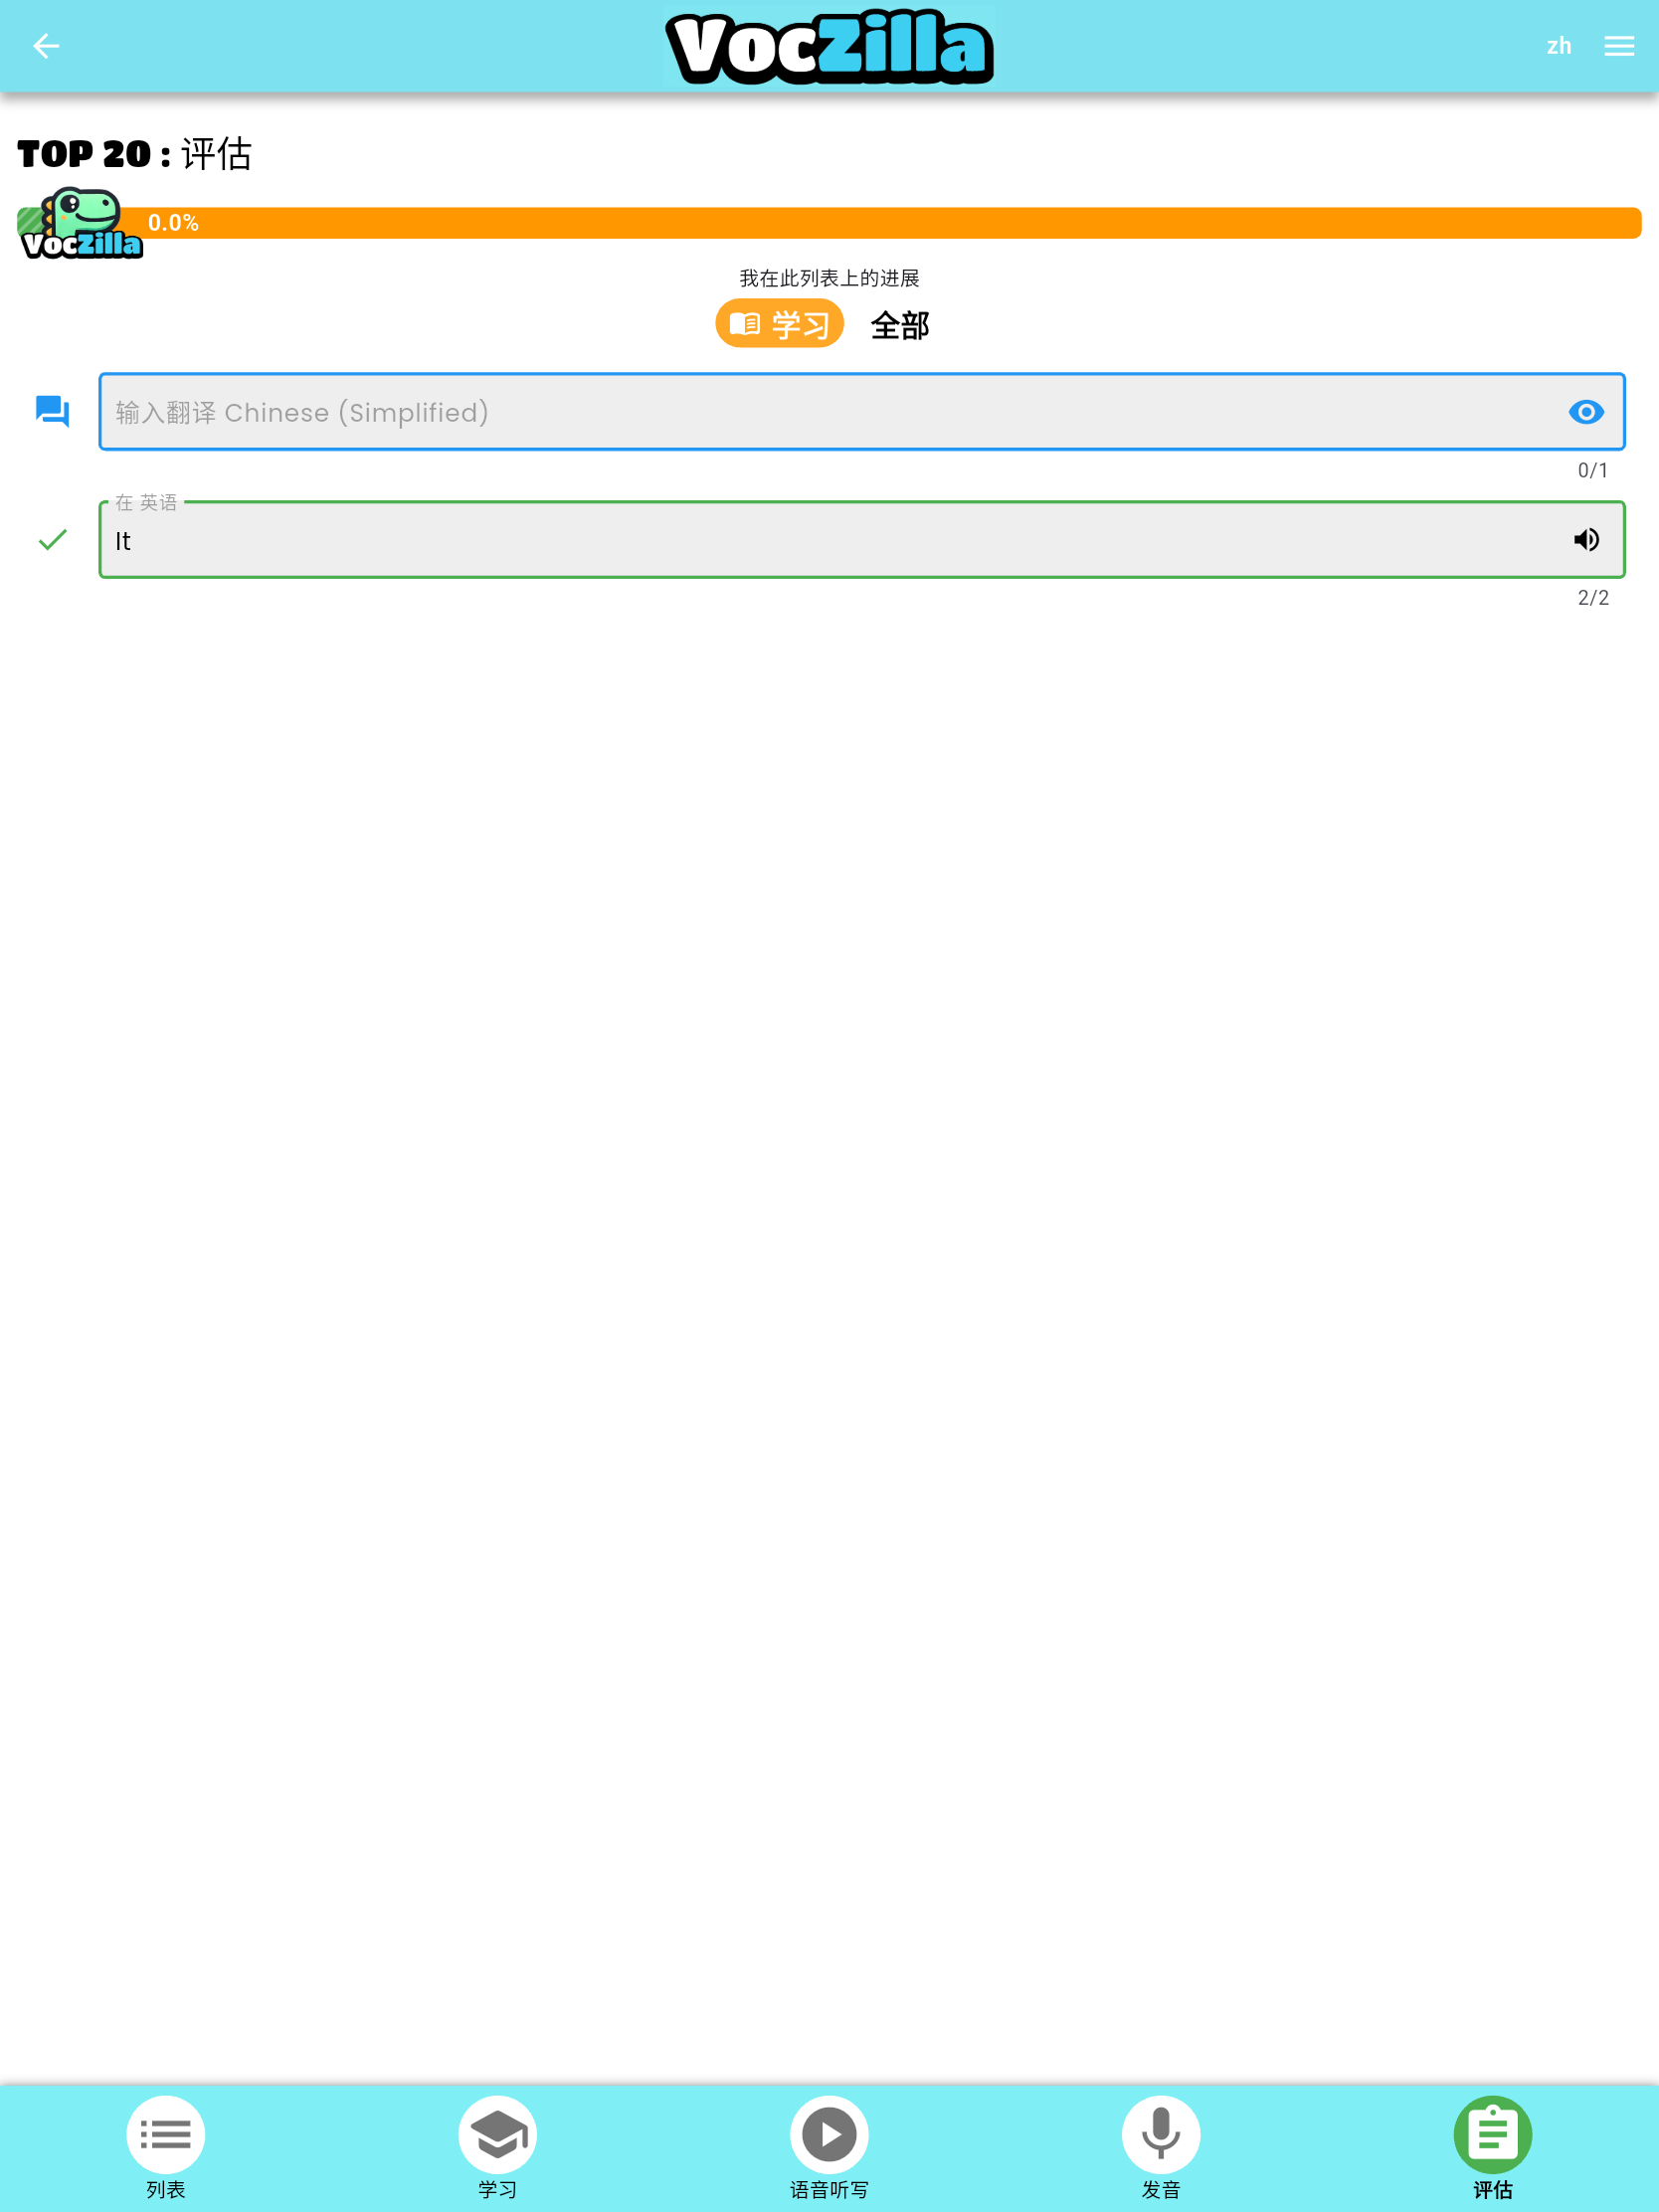 VocZilla
zh
TOP 20 : 评估
VocZilla
0.0%
我在此列表上的进展
学习 全部
输入翻译 Chinese (Simplified)
0/1
在 英语
It
2/2
列表 学习 语音听写 发音 评估